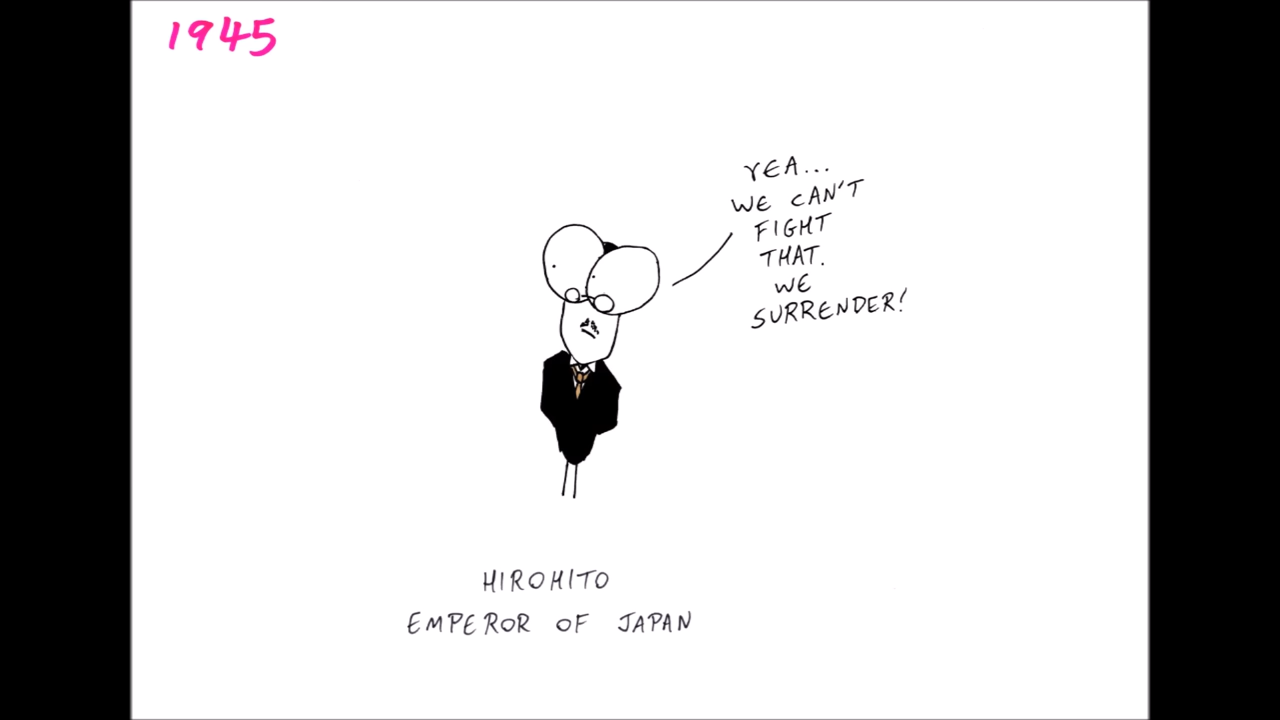 1945
YEA...
WE CAN'T
FIGHT
THAT.
WE
SURRENDER!
HIROHITO
EMPEROR OF JAPAN